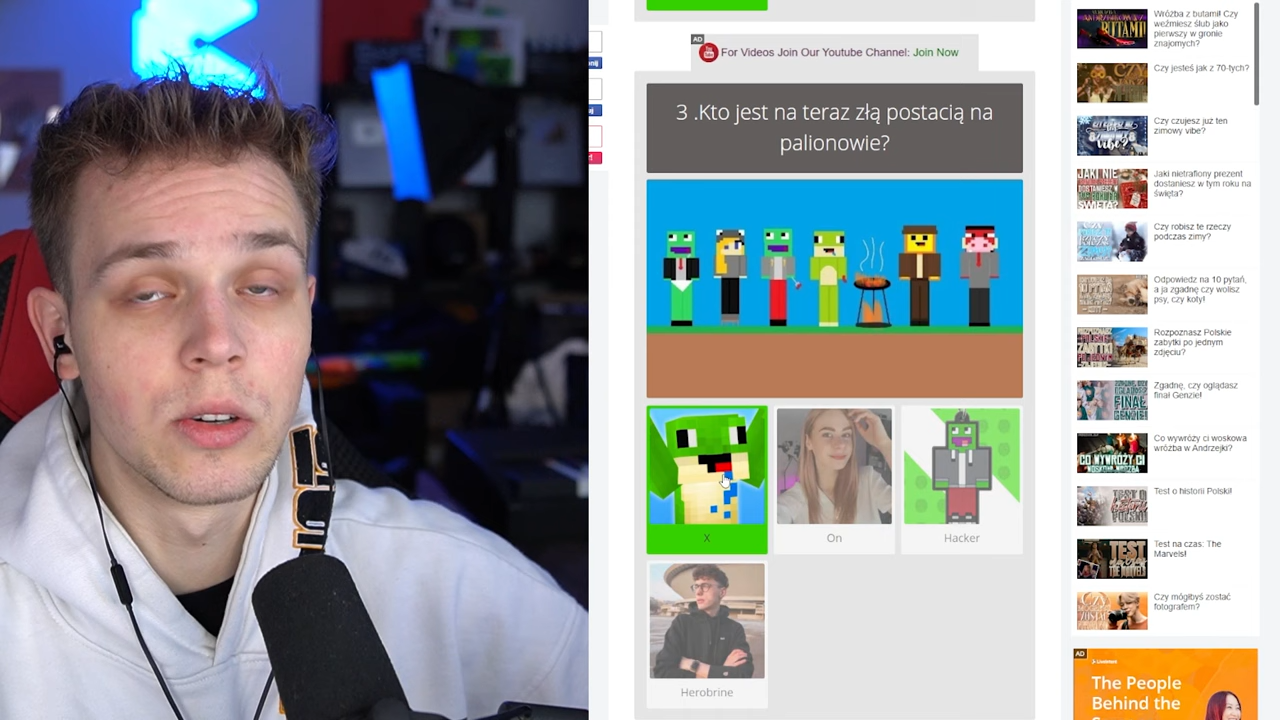 AD
For Videos Join Our Youtube Channel: Join Now
3 .Kto jest na teraz złą postacią na
palionowie?
X
On
Hacker
Herobrine
Wróżba z butami! Czy
weźmiesz ślub jako
pierwszy w gronie
znajomych?
Czy jesteś jak z 70-tych?
Czy czujesz już ten
zimowy vibe?
Jaki nietrafiony prezent
dostaniesz w tym roku na
święta?
Czy robisz te rzeczy
podczas zimy?
Odpowiedz na 10 pytań,
a ja zgadnę czy wolisz
psy, czy koty!
Rozpoznasz Polskie
zabytki po jednym
zdjęciu?
Zgadnę, czy oglądasz
finał Genzie!
Co wywróży ci woskowa
wróżba w Andrzejki?
Test o historii Polski!
Test na czas: The
Marvels!
Czy mógłbyś zostać
fotografem?
AD
The People
Behind the